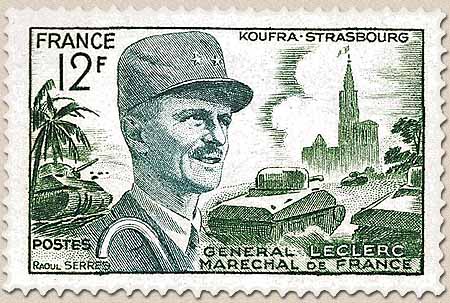 FRANCE
KOUFRA-STRASBOURG
12F
POSTES
GENERAL LECLERC
MARECHAL DE FRANCE
RAOUL SERRES